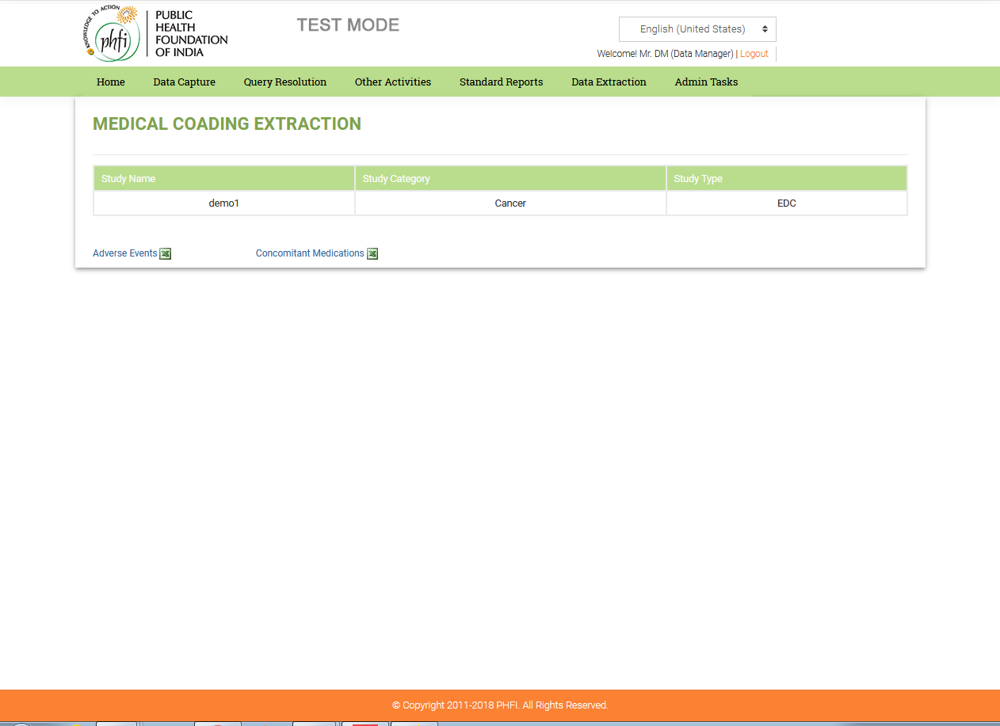 KNOWLEDGE TO ACTION
phfi
PUBLIC
HEALTH
FOUNDATION
OF INDIA
TEST MODE
English (United States)
Welcome! Mr. DM (Data Manager) | Logout
Home Data Capture Query Resolution Other Activities Standard Reports Data Extraction Admin Tasks
MEDICAL COADING EXTRACTION
Study Name Study Category Study Type
demo1 Cancer EDC
Adverse Events Concomitant Medications
© Copyright 2011-2018 PHFI. All Rights Reserved.